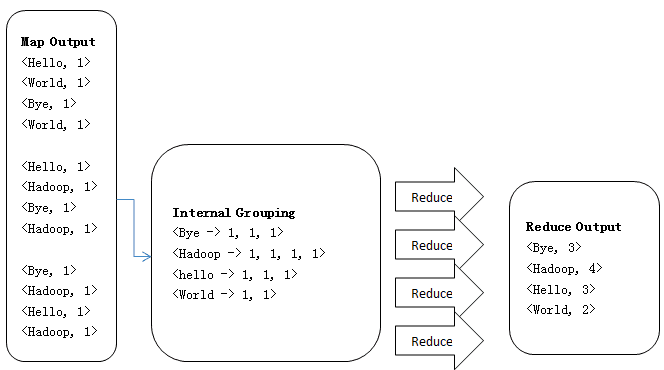 Map Output
<Hello, 1>
<World, 1>
<Bye, 1>
<World, 1>
<Hello, 1>
<Hadoop, 1>
<Bye, 1>
<Hadoop, 1>
<Bye, 1>
<Hadoop, 1>
<Hello, 1>
<Hadoop, 1>
Internal Grouping
<Bye -> 1, 1, 1>
<Hadoop -> 1, 1, 1, 1>
<hello -> 1, 1, 1>
<World -> 1, 1>
Reduce
Reduce
Reduce
Reduce
Reduce Output
<Bye, 3>
<Hadoop, 4>
<Hello, 3>
<World, 2>